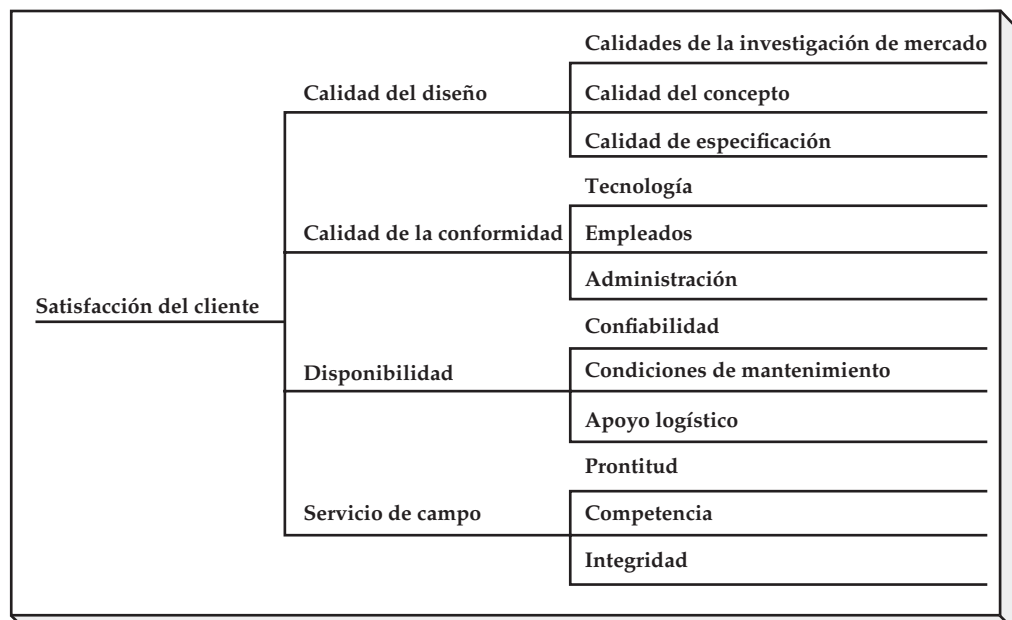 Calidades de la investigación de mercado
Calidad del diseño
Calidad del concepto
Calidad de especificación
Tecnología
Calidad de la conformidad
Empleados
Administración
Satisfacción del cliente
Confiabilidad
Disponibilidad
Condiciones de mantenimiento
Apoyo logístico
Prontitud
Servicio de campo
Competencia
Integridad